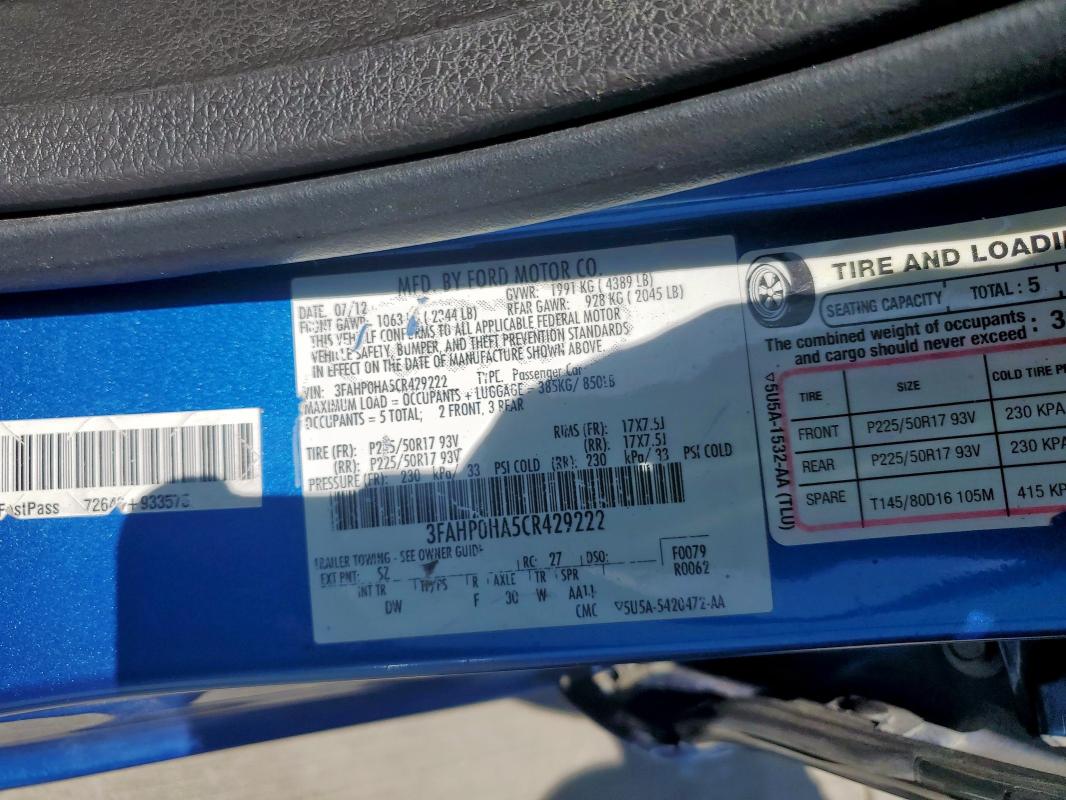 MFD. BY FORD MOTOR CO.
DATE: 07/12 GVWR: 1991 KG ( 4389 LB)
FRONT GAWR: 1063 ( 2344 LB) REAR GAWR: 928 KG ( 2045 LB)
THIS VEHICLE CONFORMS TO ALL APPLICABLE FEDERAL MOTOR
VEHICLE SAFETY, BUMPER, AND THEFT PREVENTION STANDARDS
IN EFFECT ON THE DATE OF MANUFACTURE SHOWN ABOVE
VIN: 3FAHP0HA5CR429222 TYPE: Passenger Car
MAXIMUM LOAD = OCCUPANTS + LUGGAGE = 385KG/ 850LB
OCCUPANTS = 5 TOTAL; 2 FRONT, 3 REAR
TIRE (FR): P225/50R17 93V RIMS (FR): 17X7.5J
(RR): P225/50R17 93V (RR): 17X7.5J
PRESSURE (FR): 230 kPa/ 33 PSI COLD (RR): 230 kPa/ 33 PSI COLD
3FAHP0HA5CR429222
TRAILER TOWING - SEE OWNER GUIDE
EXT PNT: SZ RC: 27 DSO: F0079
R0062
INT TR TP/PS R AXLE TR SPR
DW F 30 W
CMC ▽5U5A-5420472-AA
TIRE AND LOADI
SEATING CAPACITY TOTAL : 5
The combined weight of occupants
and cargo should never exceed : 3
TIRE SIZE COLD TIRE P
FRONT P225/50R17 93V 230 KPA
REAR P225/50R17 93V 230 KPA
SPARE T145/80D16 105M 415 KP
▽5U5A-1532-AA (TLU)
FastPass